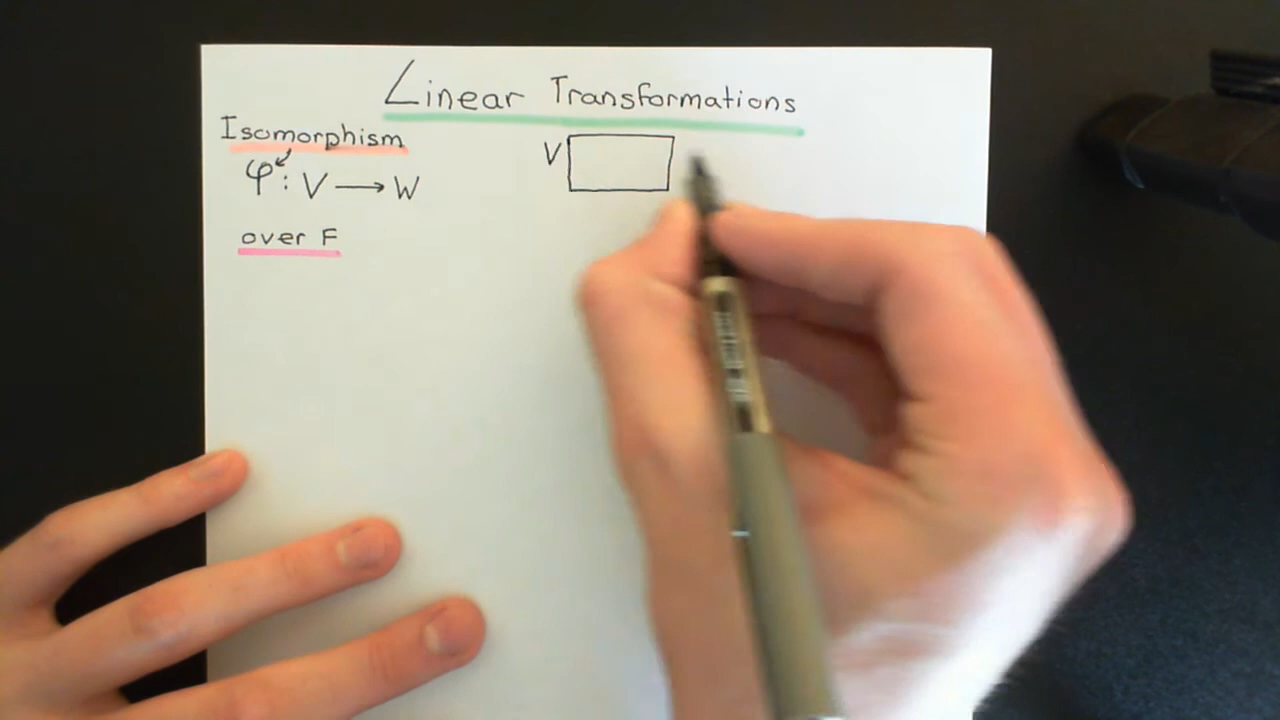 Linear Transformations
Isomorphism
φ: V → W
V
over F